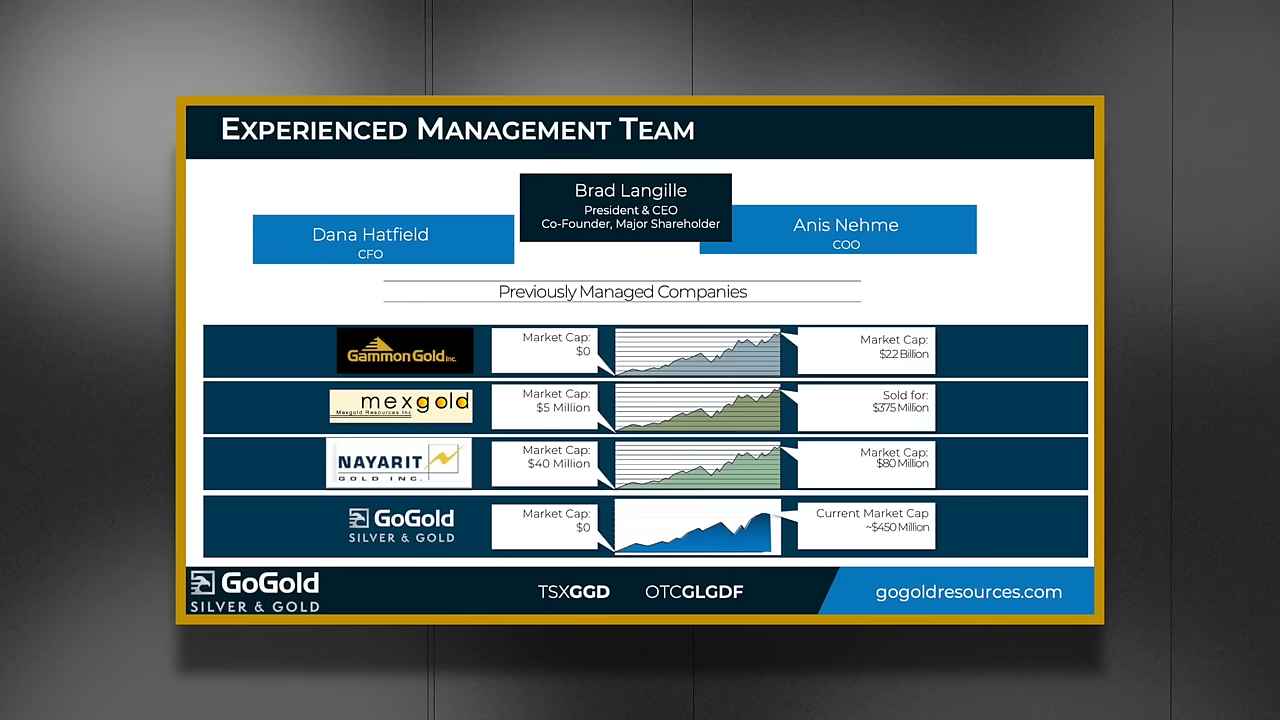 EXPERIENCED MANAGEMENT TEAM
Brad Langille
President & CEO
Co-Founder, Major Shareholder
Dana Hatfield
CFO
Anis Nehme
COO
Previously Managed Companies
GammonGold Inc.
Market Cap:
$0
Market Cap:
$2.2 Billion
mexgold
Mexgold Resources Inc
Market Cap:
$5 Million
Sold for:
$375 Million
NAYARIT
GOLD INC.
Market Cap:
$40 Million
Market Cap:
$80 Million
GoGold
SILVER & GOLD
Market Cap:
$0
Current Market Cap
~$450 Million
GoGold
SILVER & GOLD
TSXGGD
OTCGLGDF
gogoldresources.com